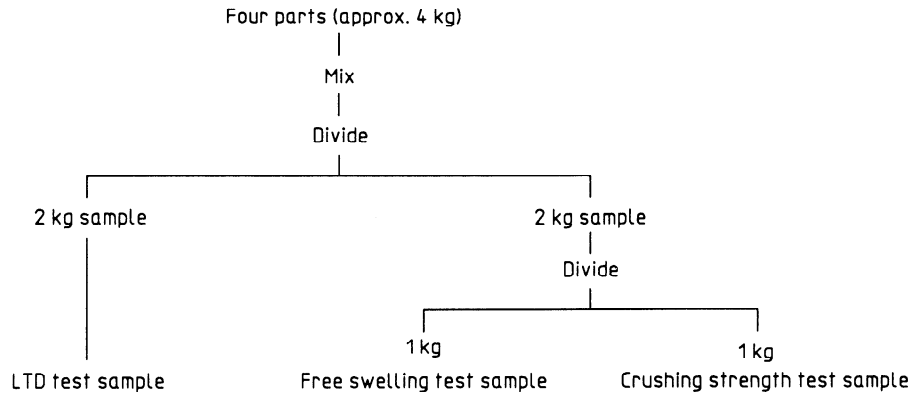 Four parts (approx. 4 kg)
Mix
Divide
2 kg sample
2 kg sample
Divide
1 kg
1 kg
LTD test sample
Free swelling test sample
Crushing strength test sample